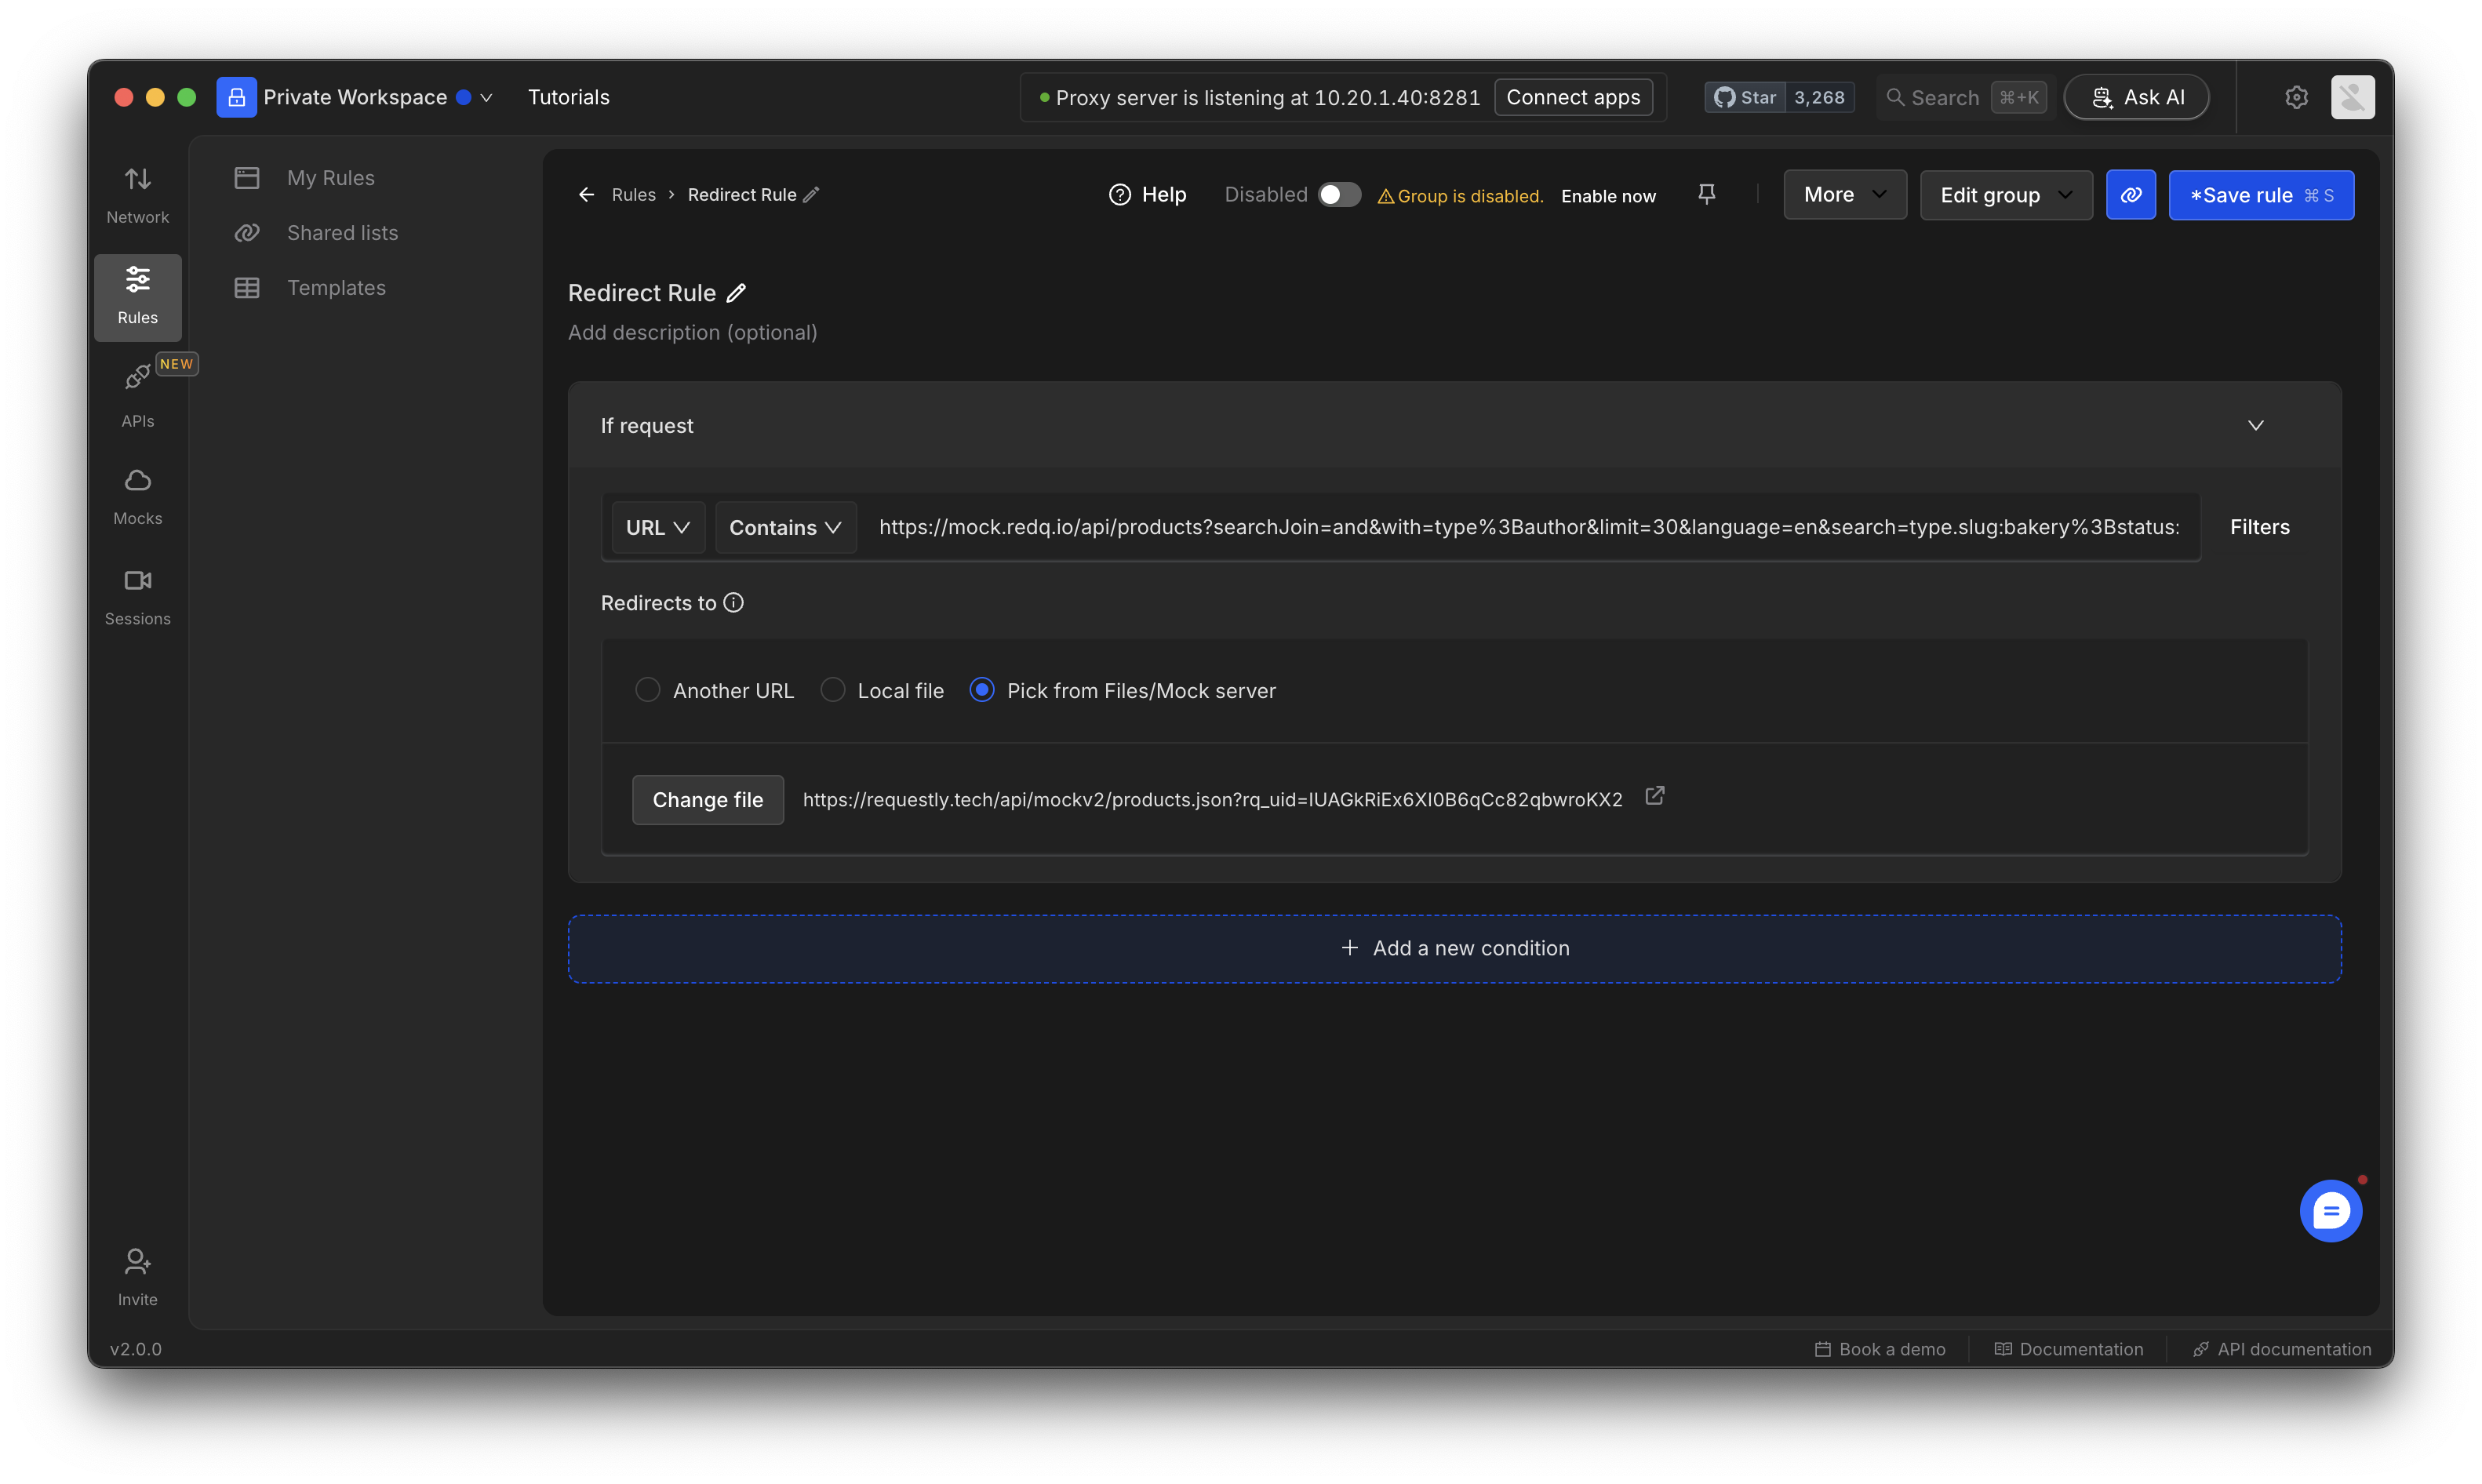 Private Workspace
Tutorials
Proxy server is listening at 10.20.1.40:8281
Connect apps
Star 3,268
Search ⌘+K
Ask AI
Network
Rules
NEW
APIs
Mocks
Sessions
Invite
v2.0.0
My Rules
Shared lists
Templates
Rules > Redirect Rule
Help
Disabled
Group is disabled. Enable now
More
Edit group
*Save rule ⌘ S
Redirect Rule
Add description (optional)
If request
URL
Contains
https://mock.redq.io/api/products?searchJoin=and&with=type%3Bauthor&limit=30&language=en&search=type.slug:bakery%3Bstatus:
Filters
Redirects to
Another URL
Local file
Pick from Files/Mock server
Change file
https://requestly.tech/api/mockv2/products.json?rq_uid=IUAGkRiEx6XI0B6qCc82qbwroKX2
+ Add a new condition
Book a demo
Documentation
API documentation